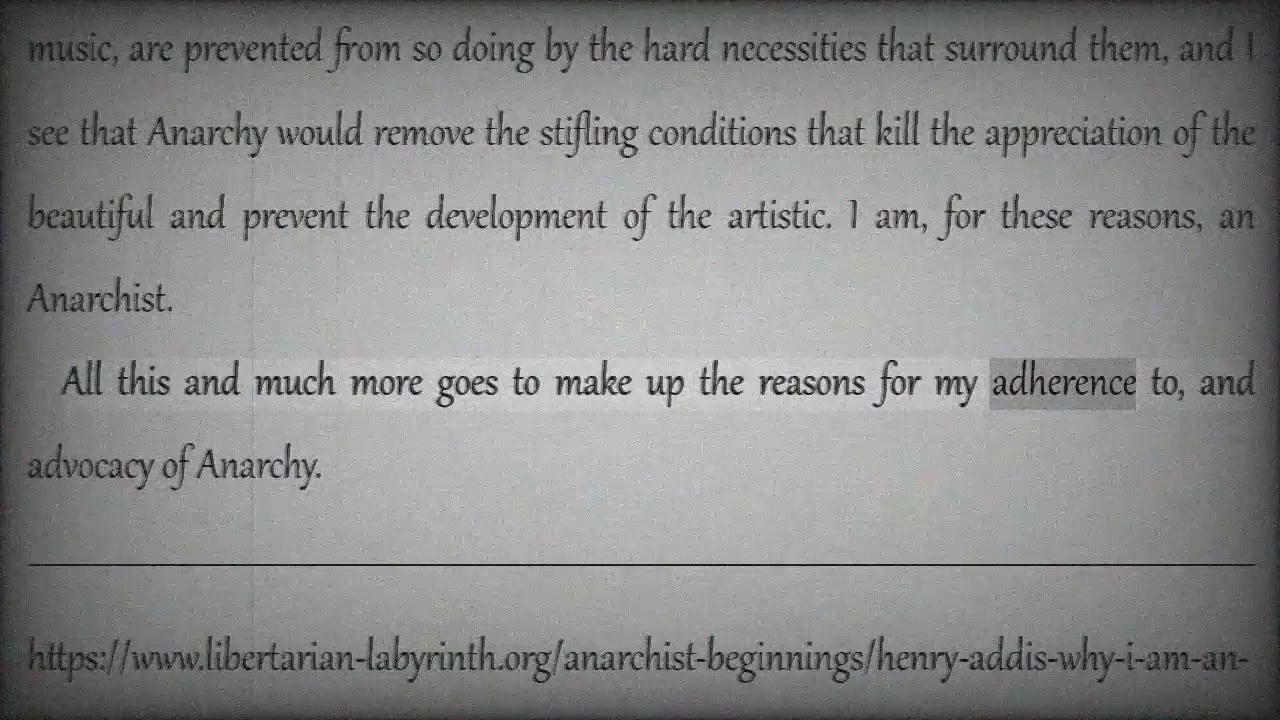 music, are prevented from so doing by the hard necessities that surround them, and I
see that Anarchy would remove the stifling conditions that kill the appreciation of the
beautiful and prevent the development of the artistic. I am, for these reasons, an
Anarchist.
All this and much more goes to make up the reasons for my adherence to, and
advocacy of Anarchy.
https://www.libertarian-labyrinth.org/anarchist-beginnings/henry-addis-why-i-am-an-